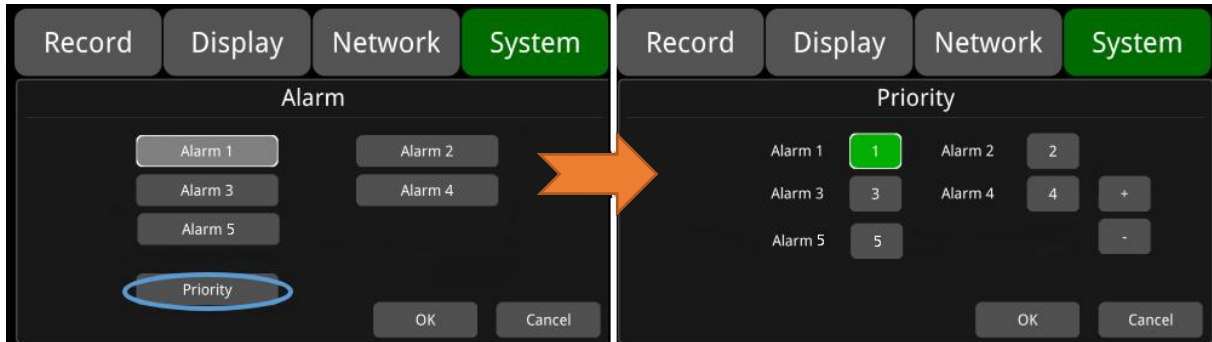 Record Display Network System
Alarm
Alarm 1 Alarm 2
Alarm 3 Alarm 4
Alarm 5
Priority
OK Cancel
Record Display Network System
Priority
Alarm 1 1 Alarm 2 2
Alarm 3 3 Alarm 4 4 +
Alarm 5 5 -
OK Cancel